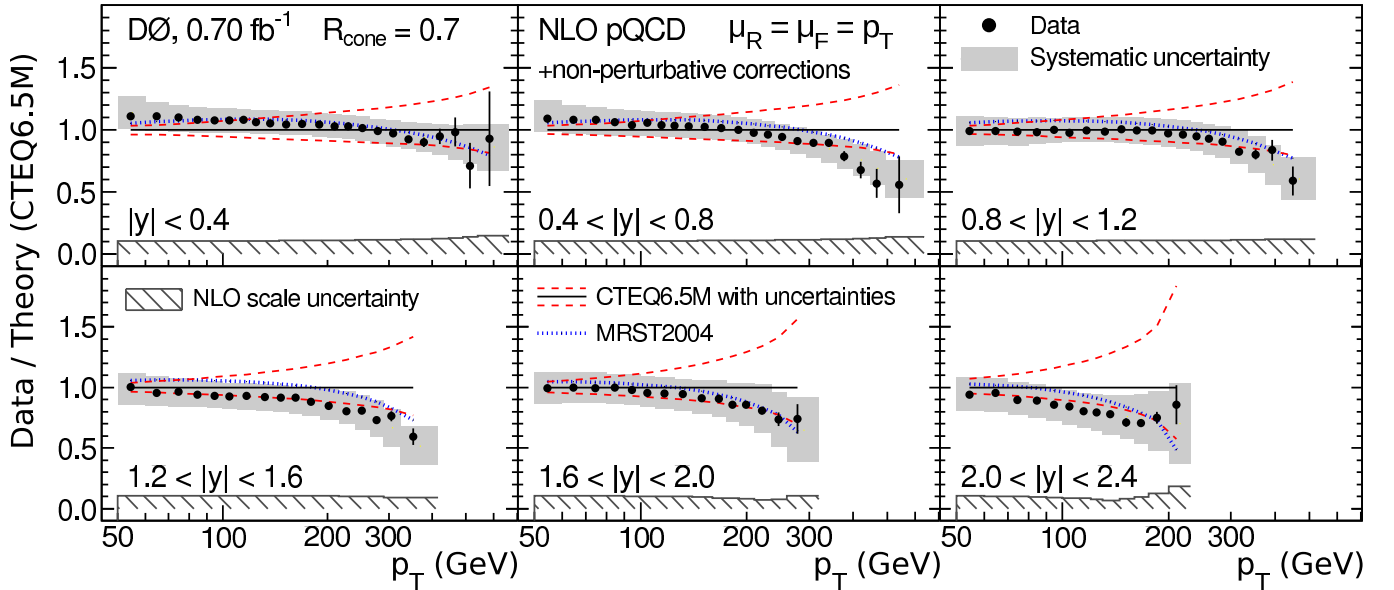 DØ, 0.70 fb⁻¹ R_cone = 0.7
NLO pQCD μ_R = μ_F = p_T
+non-perturbative corrections
Data
Systematic uncertainty
1.5
1.0
0.5
0.0
|y| < 0.4
0.4 < |y| < 0.8
0.8 < |y| < 1.2
Data / Theory (CTEQ6.5M)
NLO scale uncertainty
CTEQ6.5M with uncertainties
MRST2004
1.5
1.0
0.5
0.0
1.2 < |y| < 1.6
1.6 < |y| < 2.0
2.0 < |y| < 2.4
50 100 200 300 50 100 200 300 50 100 200 300
p_T (GeV) p_T (GeV) p_T (GeV)